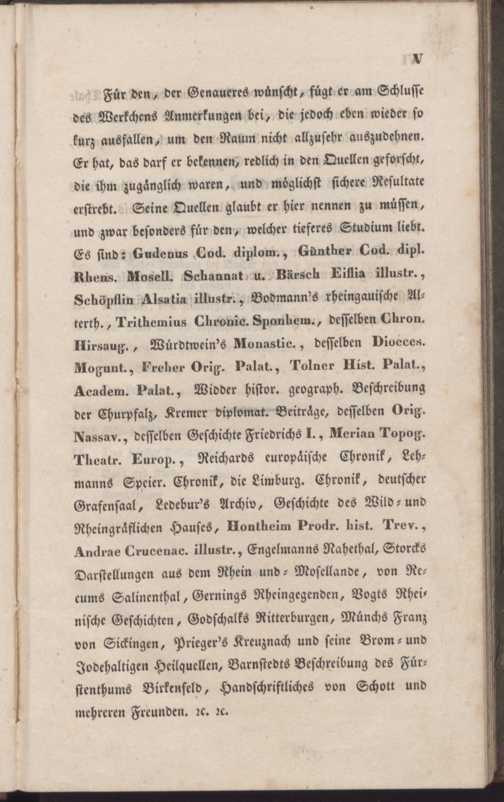 V
Für den, der Genaueres wünscht, fügt er am Schlusse
des Werkchens Anmerkungen bei, die jedoch eben wieder so
kurz ausfallen, um den Raum nicht allzusehr auszudehnen.
Er hat, das darf er bekennen, redlich in den Quellen geforscht,
die ihm zugänglich waren, und möglichst sichere Resultate
erstrebt. Seine Quellen glaubt er hier nennen zu müssen,
und zwar besonders für den, welcher tieferes Studium liebt.
Es sind: Gudenus Cod. diplom., Günther Cod. dipl.
Rhens. Mosell. Schannat u. Bärsch Eiflia illustr.,
Schöpflin Alsatia illustr., Bodmann's rheingauische Al-
terth., Trithemius Chronic. Sponhem., desselben Chron.
Hirsaug., Würdtwein's Monastic., desselben Dioeces.
Mogunt., Freher Orig. Palat., Tolner Hist. Palat.,
Academ. Palat., Widder histor. geograph. Beschreibung
der Churpfalz, Kremer diplomat. Beiträge, desselben Orig.
Nassav., desselben Geschichte Friedrichs I., Merian Topog.
Theatr. Europ., Reichards europäische Chronik, Leh-
manns Speier. Chronik, die Limburg. Chronik, deutscher
Grafensaal, Ledebur's Archiv, Geschichte des Wild- und
Rheingräflichen Hauses, Hontheim Prodr. hist. Trev.,
Andrae Crucenac. illustr., Engelmanns Nahethal, Storcks
Darstellungen aus dem Rhein und- Mosellande, von Re-
cums Salinenthal, Gernings Rheingegenden, Vogts Rhei-
nische Geschichten, Godschalks Ritterburgen, Münchs Franz
von Sickingen, Prieger's Kreuznach und seine Brom- und
Jodehaltigen Heilquellen, Barnstedts Beschreibung des Für-
stenthums Birkenfeld, Handschriftliches von Schott und
mehreren Freunden. ꝛc. ꝛc.